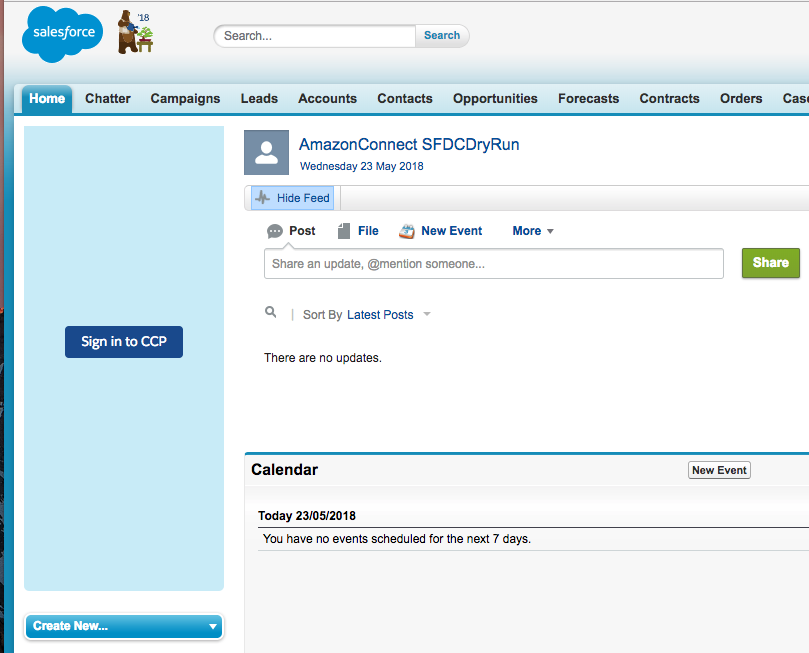 salesforce
'18
Search...
Search
Home Chatter Campaigns Leads Accounts Contacts Opportunities Forecasts Contracts Orders Cas
AmazonConnect SFDCDryRun
Wednesday 23 May 2018
Hide Feed
Post File New Event More
Share an update, @mention someone...
Share
Sort By Latest Posts
Sign in to CCP
There are no updates.
Calendar
New Event
Today 23/05/2018
You have no events scheduled for the next 7 days.
Create New...